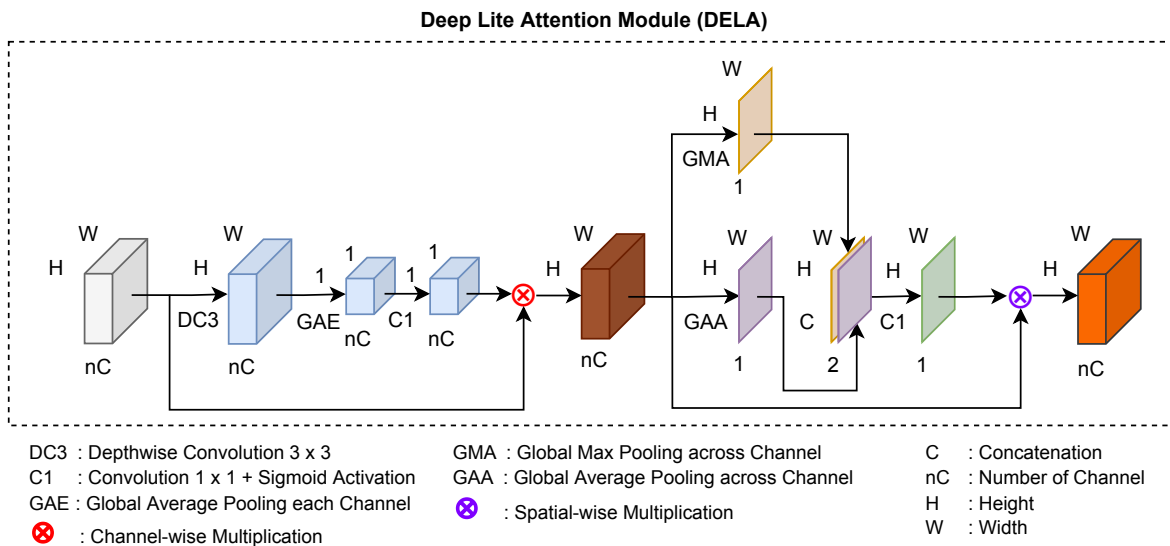 Deep Lite Attention Module (DELA)
W
H
GMA
1
W
H
nC
DC3
W
H
nC
GAE
1
1
nC
C1
1
1
nC
H
W
nC
W
H
GAA
1
W
H
C
2
H
W
C1
1
H
W
nC
DC3 : Depthwise Convolution 3 x 3
C1 : Convolution 1 x 1 + Sigmoid Activation
GAE : Global Average Pooling each Channel
: Channel-wise Multiplication
GMA : Global Max Pooling across Channel
GAA : Global Average Pooling across Channel
: Spatial-wise Multiplication
C : Concatenation
nC : Number of Channel
H : Height
W : Width